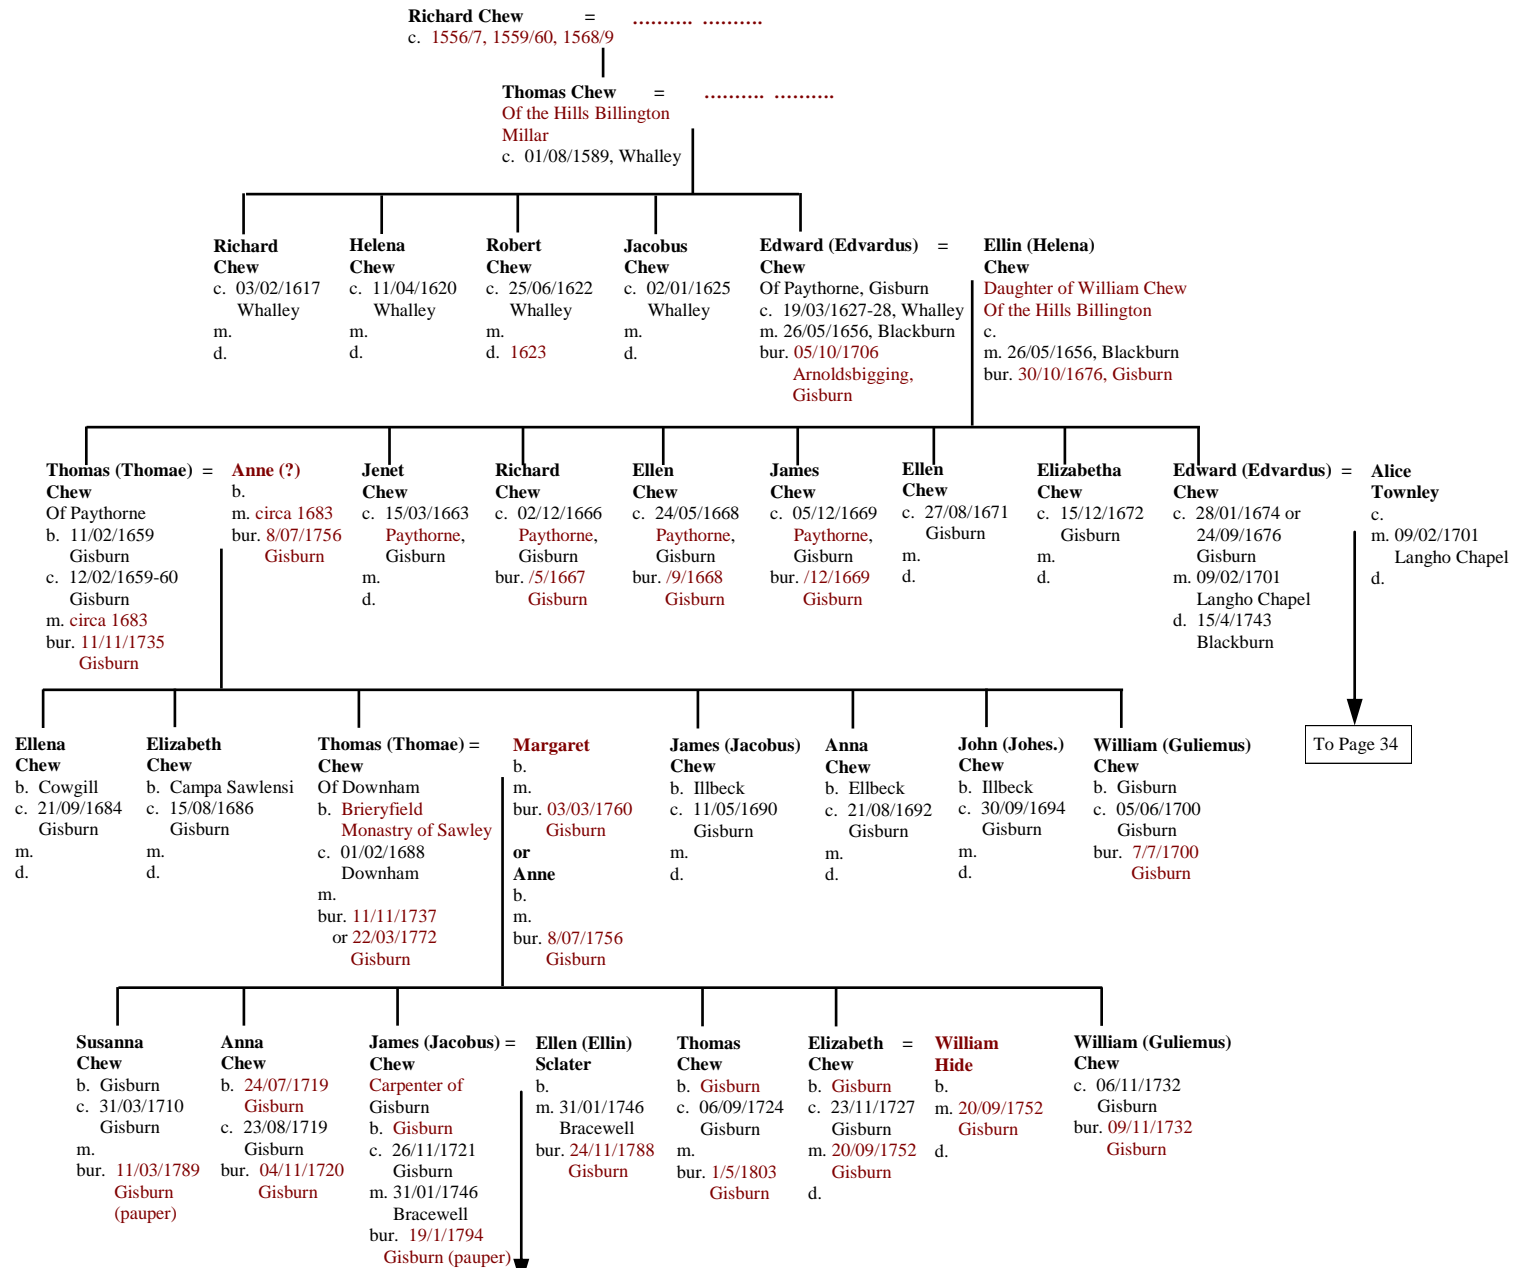 Richard Chew = .......... ..........
c. 1556/7, 1559/60, 1568/9
Thomas Chew = .......... ..........
Of the Hills Billington
Millar
c. 01/08/1589, Whalley
Richard
Chew
c. 03/02/1617
Whalley
m.
d.
Helena
Chew
c. 11/04/1620
Whalley
m.
d.
Robert
Chew
c. 25/06/1622
Whalley
m.
d. 1623
Jacobus
Chew
c. 02/01/1625
Whalley
m.
d.
Edward (Edvardus) =
Chew
Of Paythorne, Gisburn
c. 19/03/1627-28, Whalley
m. 26/05/1656, Blackburn
bur. 05/10/1706
Arnoldsbigging,
Gisburn
Ellin (Helena)
Chew
Daughter of William Chew
Of the Hills Billington
c.
m. 26/05/1656, Blackburn
bur. 30/10/1676, Gisburn
Thomas (Thomae) =
Chew
Of Paythorne
b. 11/02/1659
Gisburn
c. 12/02/1659-60
Gisburn
m. circa 1683
bur. 11/11/1735
Gisburn
Anne (?)
b.
m. circa 1683
bur. 8/07/1756
Gisburn
Jenet
Chew
c. 15/03/1663
Paythorne,
Gisburn
m.
d.
Richard
Chew
c. 02/12/1666
Paythorne,
Gisburn
bur. /5/1667
Gisburn
Ellen
Chew
c. 24/05/1668
Paythorne,
Gisburn
bur. /9/1668
Gisburn
James
Chew
c. 05/12/1669
Paythorne,
Gisburn
bur. /12/1669
Gisburn
Ellen
Chew
c. 27/08/1671
Gisburn
m.
d.
Elizabetha
Chew
c. 15/12/1672
Gisburn
m.
d.
Edward (Edvardus) =
Chew
c. 28/01/1674 or
24/09/1676
Gisburn
m. 09/02/1701
Langho Chapel
d. 15/4/1743
Blackburn
Alice
Townley
c.
m. 09/02/1701
Langho Chapel
d.
To Page 34
Ellena
Chew
b. Cowgill
c. 21/09/1684
Gisburn
m.
d.
Elizabeth
Chew
b. Campa Sawlensi
c. 15/08/1686
Gisburn
m.
d.
Thomas (Thomae) =
Chew
Of Downham
b. Brieryfield
Monastry of Sawley
c. 01/02/1688
Downham
m.
bur. 11/11/1737
or 22/03/1772
Gisburn
Margaret
b.
m.
bur. 03/03/1760
Gisburn
or
Anne
b.
m.
bur. 8/07/1756
Gisburn
James (Jacobus)
Chew
b. Illbeck
c. 11/05/1690
Gisburn
m.
d.
Anna
Chew
b. Ellbeck
c. 21/08/1692
Gisburn
m.
d.
John (Johes.)
Chew
b. Illbeck
c. 30/09/1694
Gisburn
m.
d.
William (Guliemus)
Chew
b. Gisburn
c. 05/06/1700
Gisburn
bur. 7/7/1700
Gisburn
Susanna
Chew
b. Gisburn
c. 31/03/1710
Gisburn
m.
bur. 11/03/1789
Gisburn
(pauper)
Anna
Chew
b. 24/07/1719
Gisburn
c. 23/08/1719
Gisburn
bur. 04/11/1720
Gisburn
James (Jacobus) =
Chew
Carpenter of
Gisburn
b. Gisburn
c. 26/11/1721
Gisburn
m. 31/01/1746
Bracewell
bur. 19/1/1794
Gisburn (pauper)
Ellen (Ellin)
Sclater
b.
m. 31/01/1746
Bracewell
bur. 24/11/1788
Gisburn
Thomas
Chew
b. Gisburn
c. 06/09/1724
Gisburn
m.
bur. 1/5/1803
Gisburn
Elizabeth =
Chew
b. Gisburn
c. 23/11/1727
Gisburn
m. 20/09/1752
Gisburn
d.
William
Hide
b.
m. 20/09/1752
Gisburn
d.
William (Guliemus)
Chew
c. 06/11/1732
Gisburn
bur. 09/11/1732
Gisburn